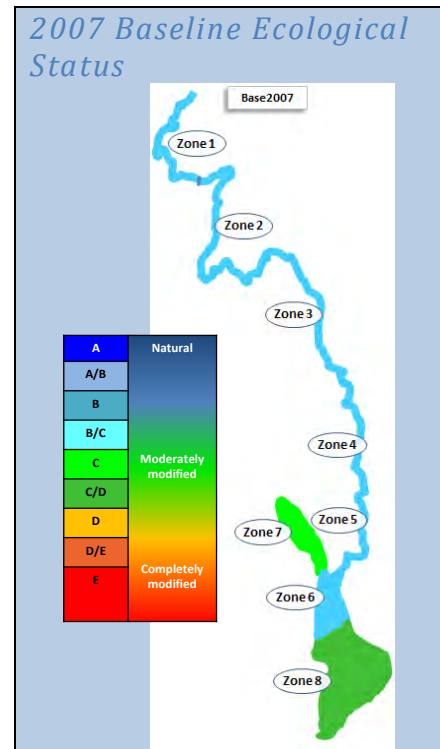 2007 Baseline Ecological
Status
Base2007
Zone 1
Zone 2
Zone 3
A
Natural
A/B
B
B/C
C
Moderately
modified
C/D
D
D/E
Completely
modified
E
Zone 4
Zone 5
Zone 7
Zone 6
Zone 8